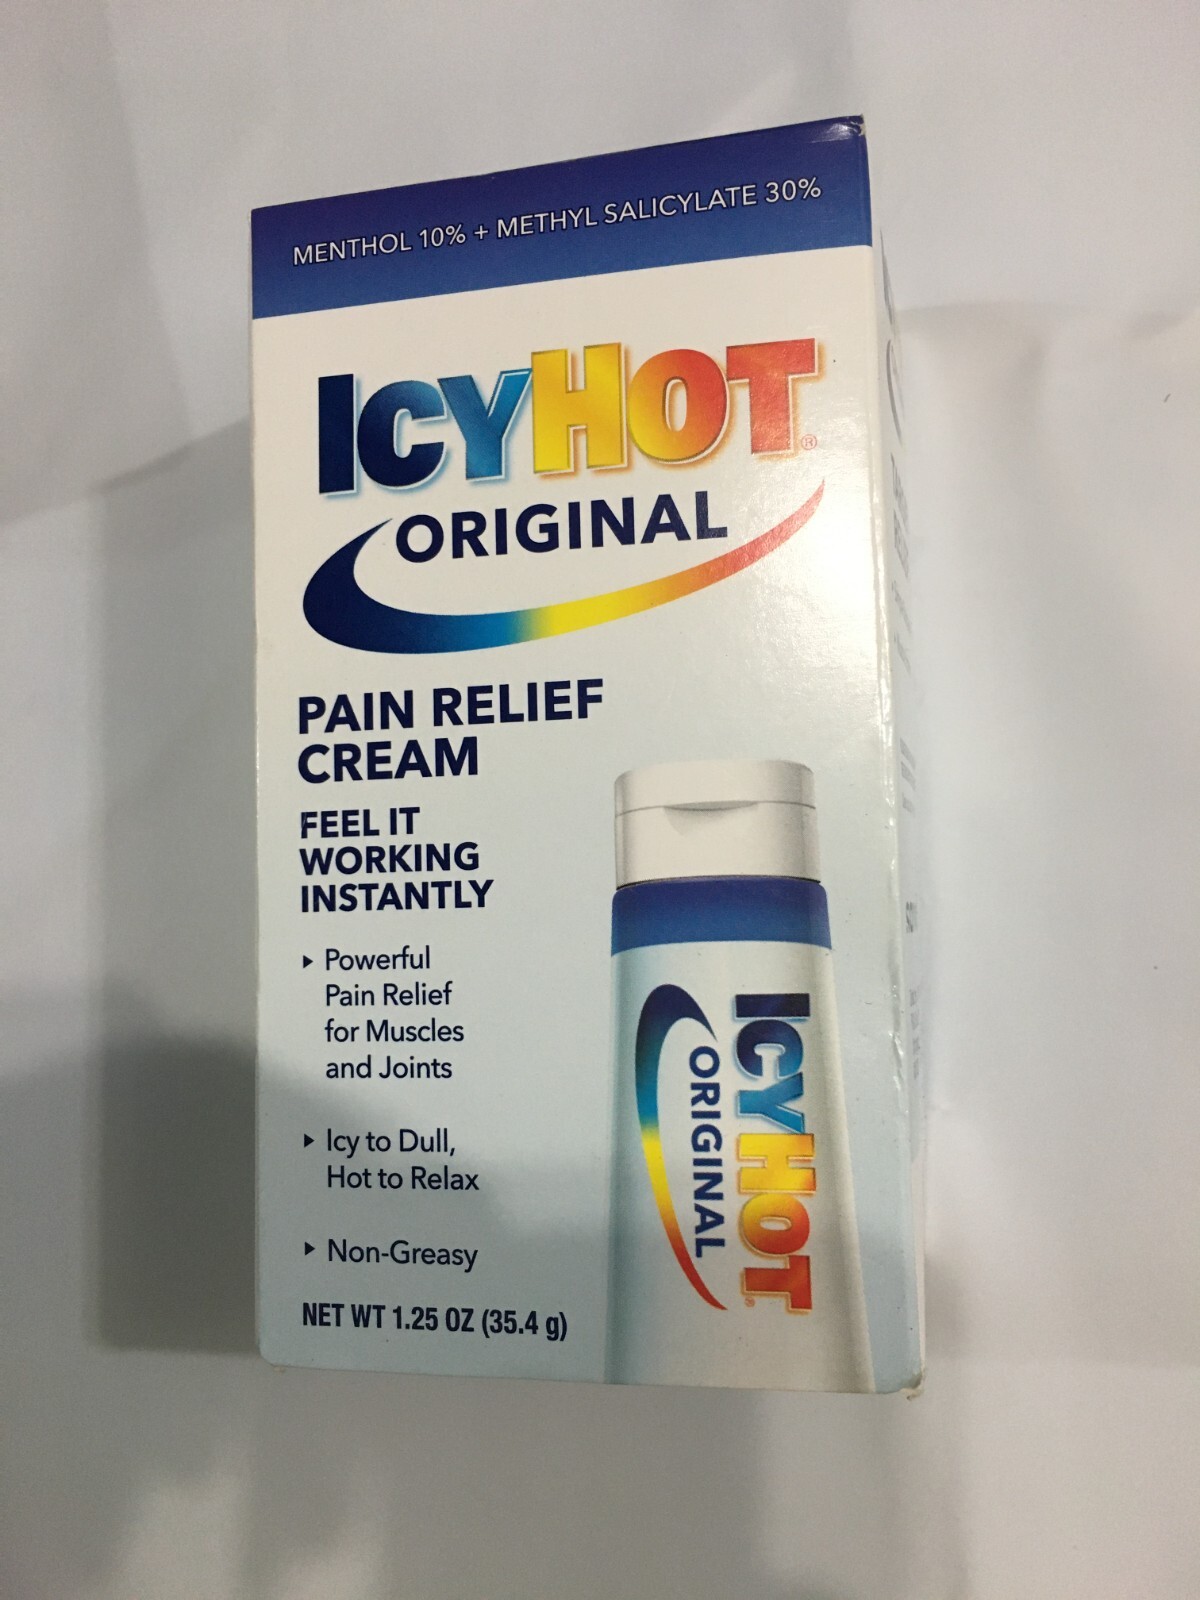 MENTHOL 10% + METHYL SALICYLATE 30%
ICYHOT®
ORIGINAL
PAIN RELIEF
CREAM
FEEL IT
WORKING
INSTANTLY
▸ Powerful
Pain Relief
for Muscles
and Joints
▸ Icy to Dull,
Hot to Relax
▸ Non-Greasy
NET WT 1.25 OZ (35.4 g)
ICYHOT®
ORIGINAL